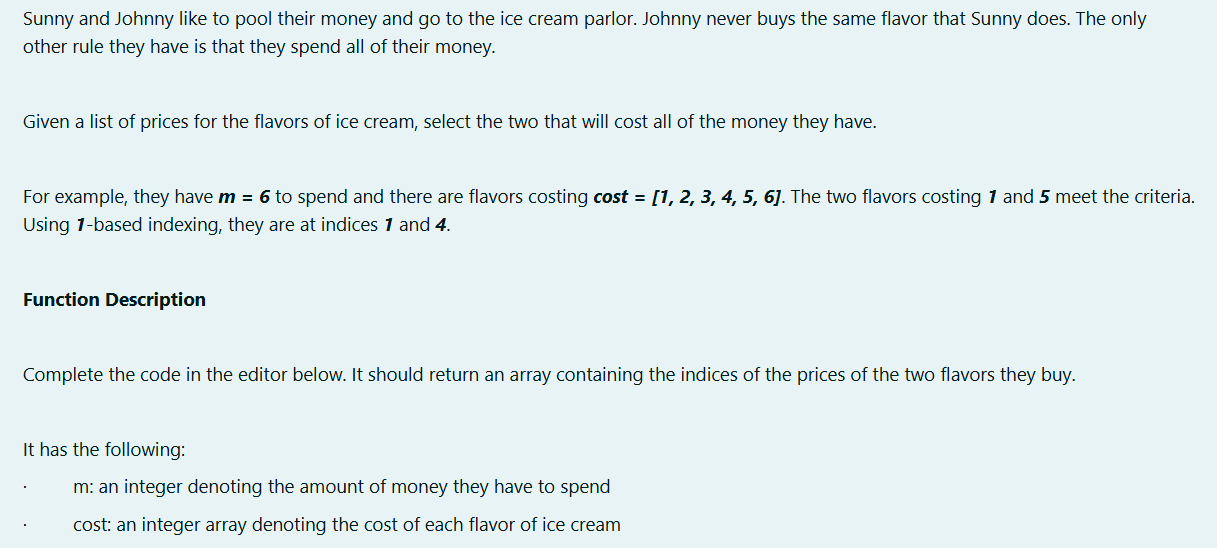 Sunny and Johnny like to pool their money and go to the ice cream parlor. Johnny never buys the same flavor that Sunny does. The only
other rule they have is that they spend all of their money.
Given a list of prices for the flavors of ice cream, select the two that will cost all of the money they have.
For example, they have m = 6 to spend and there are flavors costing cost = [1, 2, 3, 4, 5, 6]. The two flavors costing 1 and 5 meet the criteria.
Using 1-based indexing, they are at indices 1 and 4.
Function Description
Complete the code in the editor below. It should return an array containing the indices of the prices of the two flavors they buy.
It has the following:
· m: an integer denoting the amount of money they have to spend
· cost: an integer array denoting the cost of each flavor of ice cream